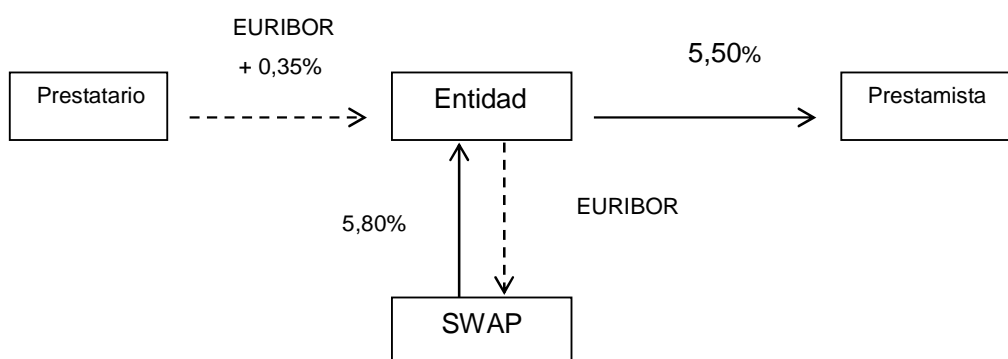 EURIBOR
+ 0,35%
5,50%
Prestatario
Entidad
Prestamista
5,80%
EURIBOR
SWAP